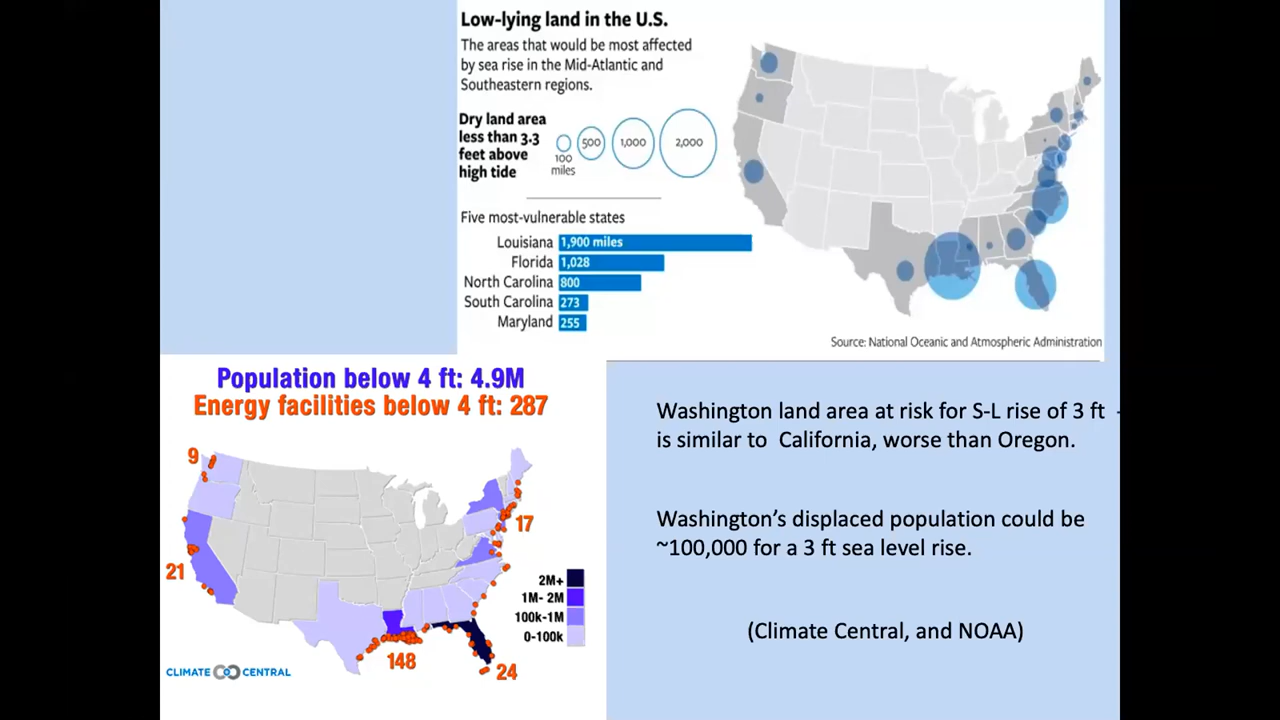 Low-lying land in the U.S.
The areas that would be most affected
by sea rise in the Mid-Atlantic and
Southeastern regions.
Dry land area
less than 3.3
feet above
high tide
100
miles
500
1,000
2,000
Five most-vulnerable states
Louisiana 1,900 miles
Florida 1,028
North Carolina 800
South Carolina 273
Maryland 255
Source: National Oceanic and Atmospheric Administration
Population below 4 ft: 4.9M
Energy facilities below 4 ft: 287
9
17
21
148
24
2M+
1M- 2M
100k-1M
0-100k
CLIMATE CENTRAL
Washington land area at risk for S-L rise of 3 ft -
is similar to California, worse than Oregon.
Washington’s displaced population could be
~100,000 for a 3 ft sea level rise.
(Climate Central, and NOAA)